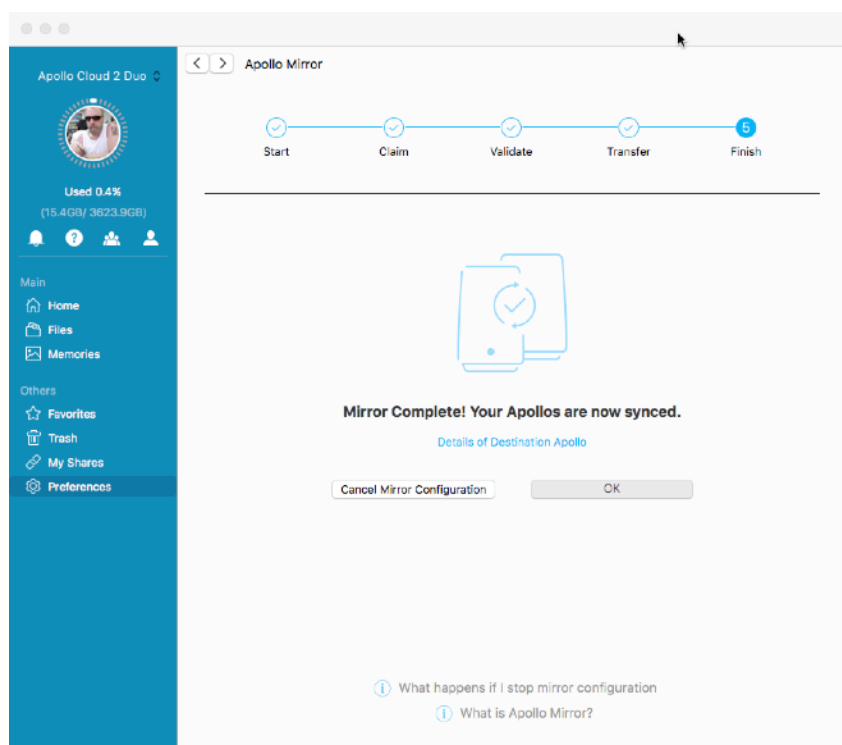 Apollo Cloud 2 Duo
Used 0.4%
(15.4GB/ 3623.9GB)
Main
Home
Files
Memories
Others
Favorites
Trash
My Shares
Preferences
Apollo Mirror
5
Start Claim Validate Transfer Finish
Mirror Complete! Your Apollos are now synced.
Details of Destination Apollo
Cancel Mirror Configuration OK
What happens if I stop mirror configuration
What is Apollo Mirror?